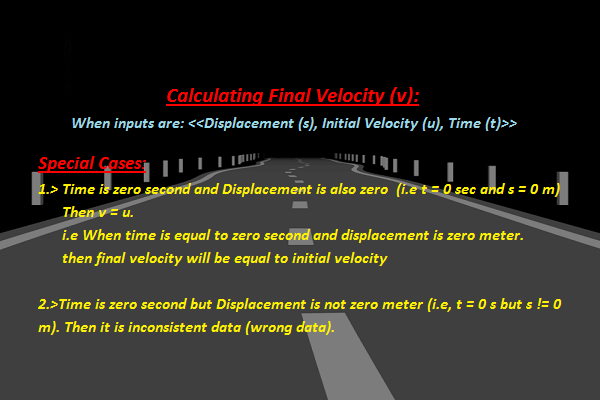 Calculating Final Velocity (v):
When inputs are: <<Displacement (s), Initial Velocity (u), Time (t)>>
Special Cases:
1.> Time is zero second and Displacement is also zero (i.e t = 0 sec and s = 0 m)
Then v = u.
i.e When time is equal to zero second and displacement is zero meter.
then final velocity will be equal to initial velocity
2.>Time is zero second but Displacement is not zero meter (i.e, t = 0 s but s != 0
m). Then it is inconsistent data (wrong data).